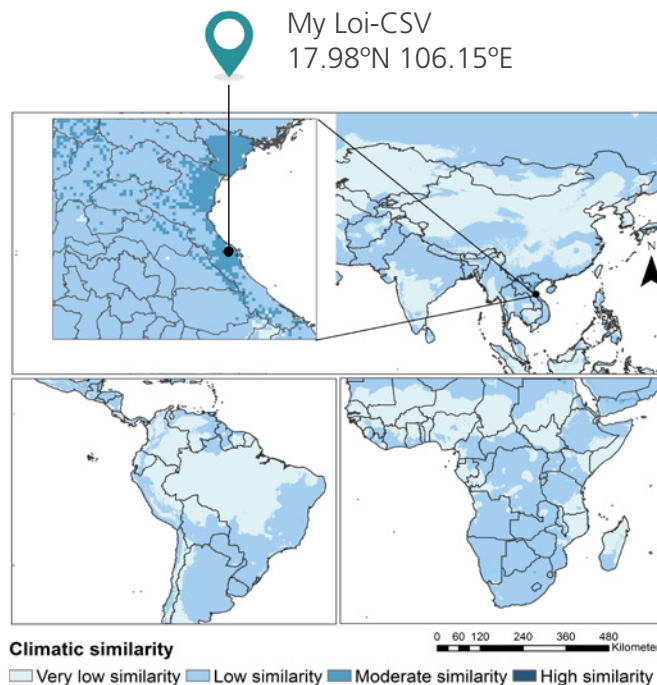 My Loi-CSV
17.98ºN 106.15ºE
N
Climatic similarity
0 60 120 240 360 480
Kilometer
Very low similarity Low similarity Moderate similarity High similarity